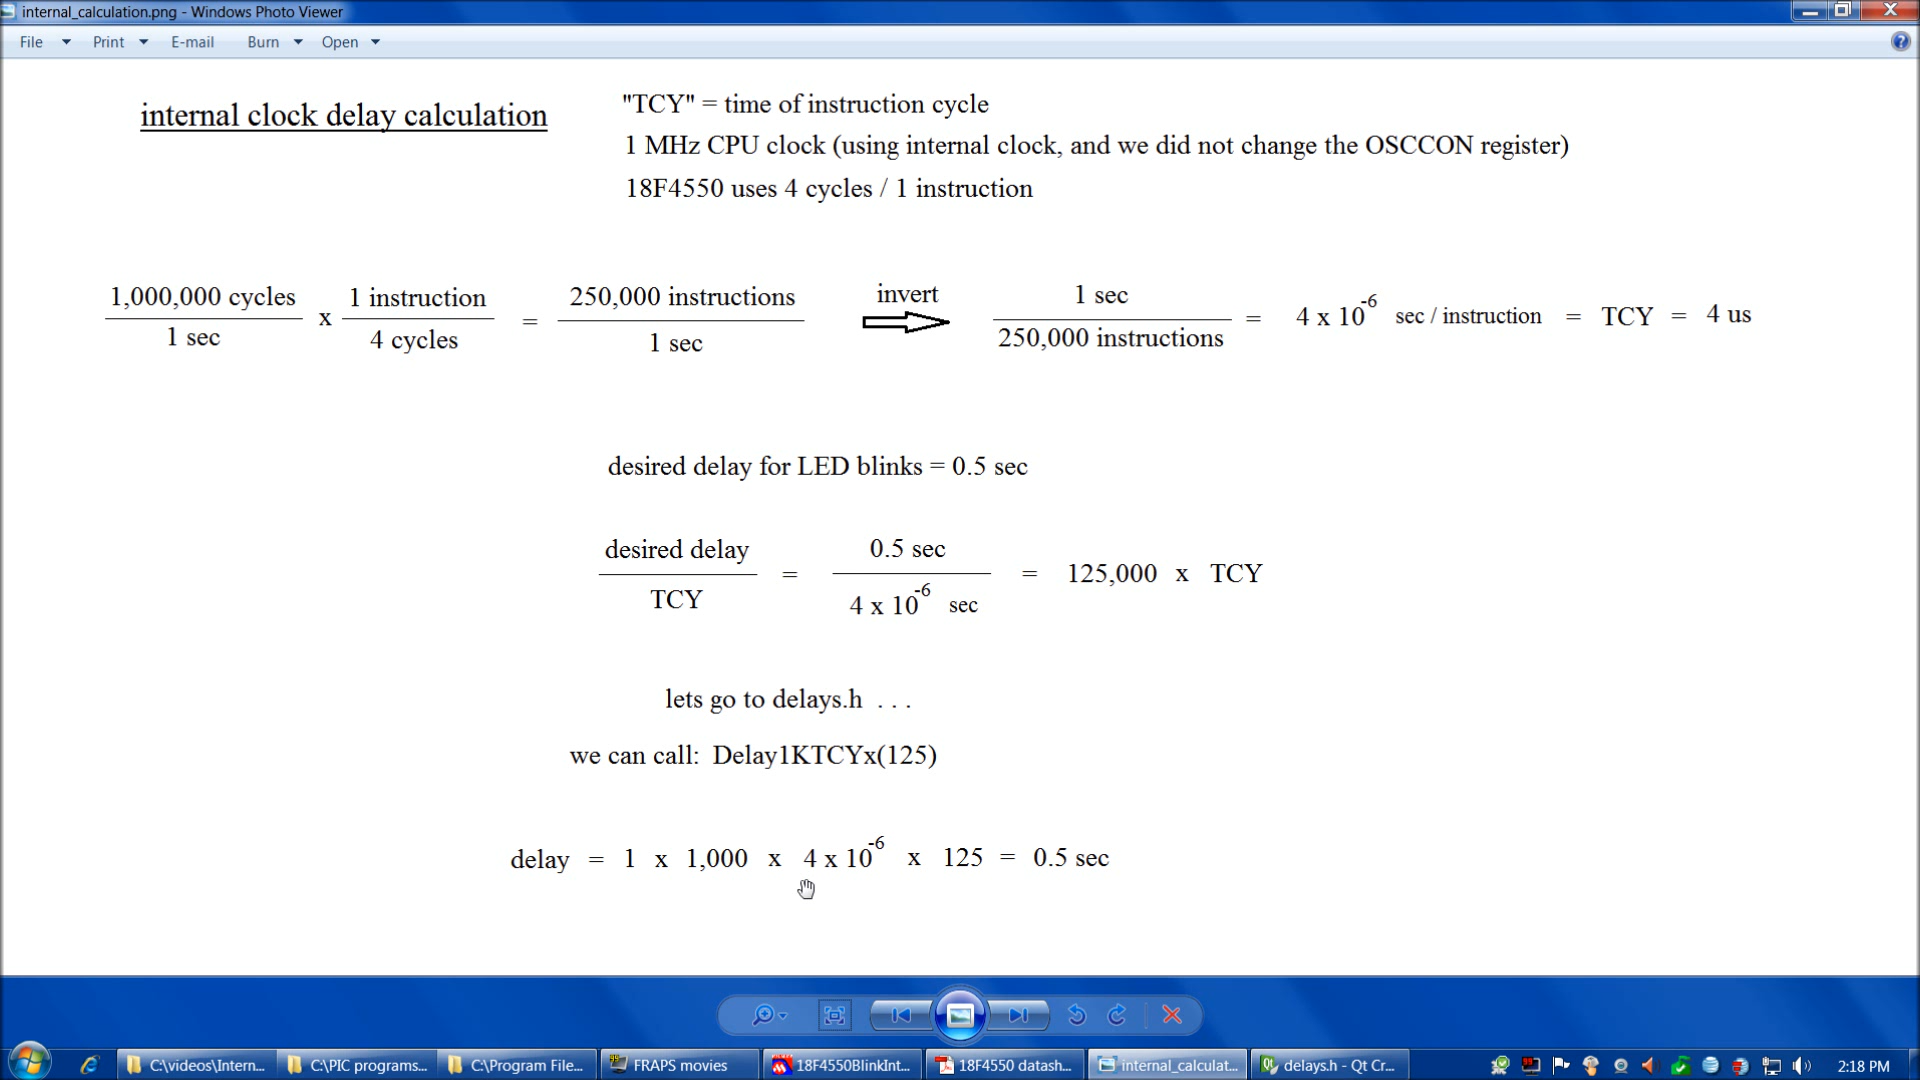 internal_calculation.png - Windows Photo Viewer
File Print E-mail Burn Open
internal clock delay calculation
"TCY" = time of instruction cycle
1 MHz CPU clock (using internal clock, and we did not change the OSCCON register)
18F4550 uses 4 cycles / 1 instruction
1,000,000 cycles
1 sec
x
1 instruction
4 cycles
=
250,000 instructions
1 sec
invert
1 sec
250,000 instructions
= 4 x 10-6 sec / instruction = TCY = 4 us
desired delay for LED blinks = 0.5 sec
desired delay
TCY
=
0.5 sec
4 x 10-6 sec
= 125,000 x TCY
lets go to delays.h . . .
we can call: Delay1KTCYx(125)
delay = 1 x 1,000 x 4 x 10-6 x 125 = 0.5 sec
C:\videos\Intern... C:\PIC programs... C:\Program File... FRAPS movies 18F4550BlinkInt... 18F4550 datash... internal_calculat... delays.h - Qt Cr... 2:18 PM